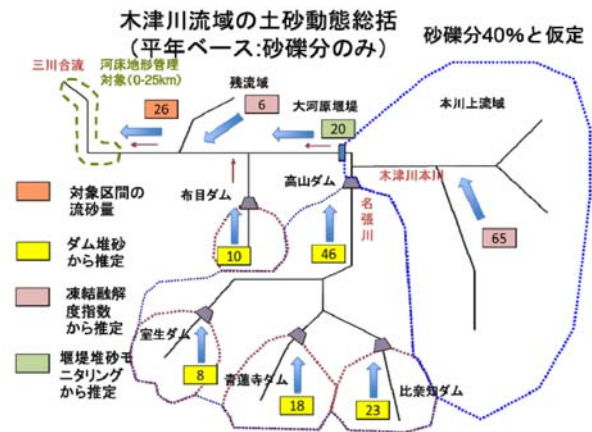 木津川流域の土砂動態総括
(平年ベース:砂礫分のみ)
砂礫分40%と仮定
三川合流
河床地形管理
対象(0-25km)
残流域
大河原堰堤
本川上流域
26
6
20
布目ダム
高山ダム
木津川本川
名張川
対象区間の
流砂量
ダム堆砂
から推定
凍結融解
度指数
から推定
堰堤堆砂モ
ニタリング
から推定
10
46
65
室生ダム
青蓮寺ダム
比奈知ダム
8
18
23